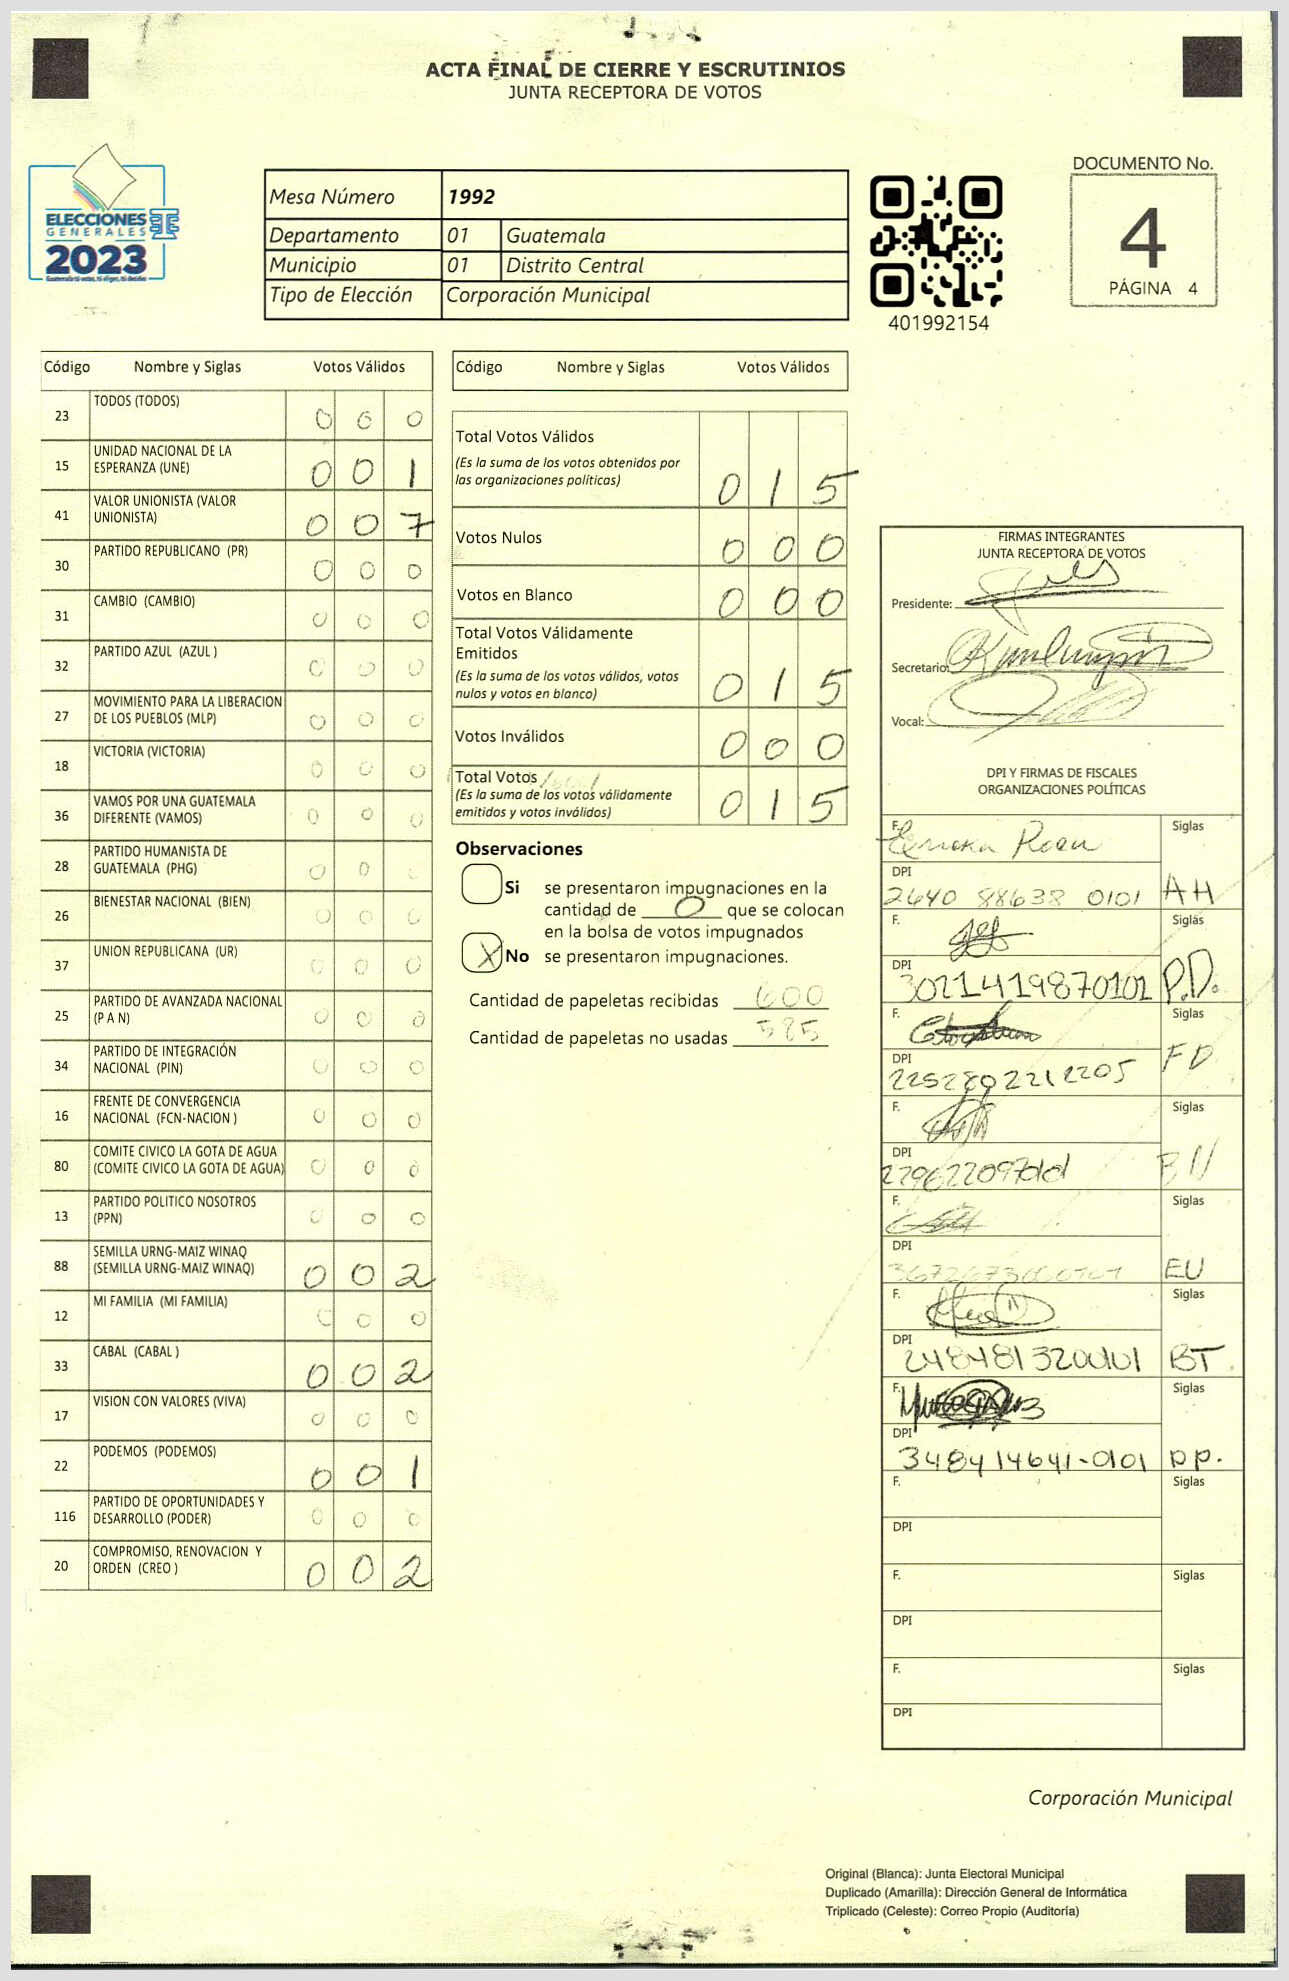 ACTA FINAL DE CIERRE Y ESCRUTINIOS
JUNTA RECEPTORA DE VOTOS
ELECCIONES
GENERALES
2023
Mesa Número 1992
Departamento 01 Guatemala
Municipio 01 Distrito Central
Tipo de Elección Corporación Municipal
401992154
DOCUMENTO No.
4
PÁGINA 4
Código Nombre y Siglas Votos Válidos
23 TODOS (TODOS) 0 0 0
15 UNIDAD NACIONAL DE LA
ESPERANZA (UNE) 0 0 1
41 VALOR UNIONISTA (VALOR
UNIONISTA) 0 0 7
30 PARTIDO REPUBLICANO (PR) 0 0 0
31 CAMBIO (CAMBIO) 0 0 0
32 PARTIDO AZUL (AZUL ) 0 0 0
27 MOVIMIENTO PARA LA LIBERACION
DE LOS PUEBLOS (MLP) 0 0 0
18 VICTORIA (VICTORIA) 0 0 0
36 VAMOS POR UNA GUATEMALA
DIFERENTE (VAMOS) 0 0 0
28 PARTIDO HUMANISTA DE
GUATEMALA (PHG) 0 0 0
26 BIENESTAR NACIONAL (BIEN) 0 0 0
37 UNION REPUBLICANA (UR) 0 0 0
25 PARTIDO DE AVANZADA NACIONAL
(P A N) 0 0 0
34 PARTIDO DE INTEGRACIÓN
NACIONAL (PIN) 0 0 0
16 FRENTE DE CONVERGENCIA
NACIONAL (FCN-NACION ) 0 0 0
80 COMITE CIVICO LA GOTA DE AGUA
(COMITE CIVICO LA GOTA DE AGUA) 0 0 0
13 PARTIDO POLITICO NOSOTROS
(PPN) 0 0 0
88 SEMILLA URNG-MAIZ WINAQ
(SEMILLA URNG-MAIZ WINAQ) 0 0 2
12 MI FAMILIA (MI FAMILIA) 0 0 0
33 CABAL (CABAL ) 0 0 2
17 VISION CON VALORES (VIVA) 0 0 0
22 PODEMOS (PODEMOS) 0 0 1
116 PARTIDO DE OPORTUNIDADES Y
DESARROLLO (PODER) 0 0 0
20 COMPROMISO, RENOVACION Y
ORDEN (CREO ) 0 0 2
Código Nombre y Siglas Votos Válidos
Total Votos Válidos
(Es la suma de los votos obtenidos por
las organizaciones políticas) 0 1 5
Votos Nulos 0 0 0
Votos en Blanco 0 0 0
Total Votos Válidamente
Emitidos
(Es la suma de los votos válidos, votos
nulos y votos en blanco) 0 1 5
Votos Inválidos 0 0 0
Total Votos
(Es la suma de los votos válidamente
emitidos y votos inválidos) 0 1 5
Observaciones
Si se presentaron impugnaciones en la
cantidad de 0 que se colocan
en la bolsa de votos impugnados
X No se presentaron impugnaciones.
Cantidad de papeletas recibidas 600
Cantidad de papeletas no usadas 585
FIRMAS INTEGRANTES
JUNTA RECEPTORA DE VOTOS
Presidente:
Secretario:
Vocal:
DPI Y FIRMAS DE FISCALES
ORGANIZACIONES POLÍTICAS
F. Siglas
DPI
2640 88638 0101 AH
F. Siglas
DPI
3021419870101 P.D.
F. Siglas
DPI
2252802212205 FD
F. Siglas
DPI
BN
F. Siglas
DPI
EU
F. Siglas
DPI
BT
F. Siglas
DPI
348414641-0101 PP.
F. Siglas
DPI
F. Siglas
DPI
F. Siglas
DPI
Corporación Municipal
Original (Blanca): Junta Electoral Municipal
Duplicado (Amarilla): Dirección General de Informática
Triplicado (Celeste): Correo Propio (Auditoría)